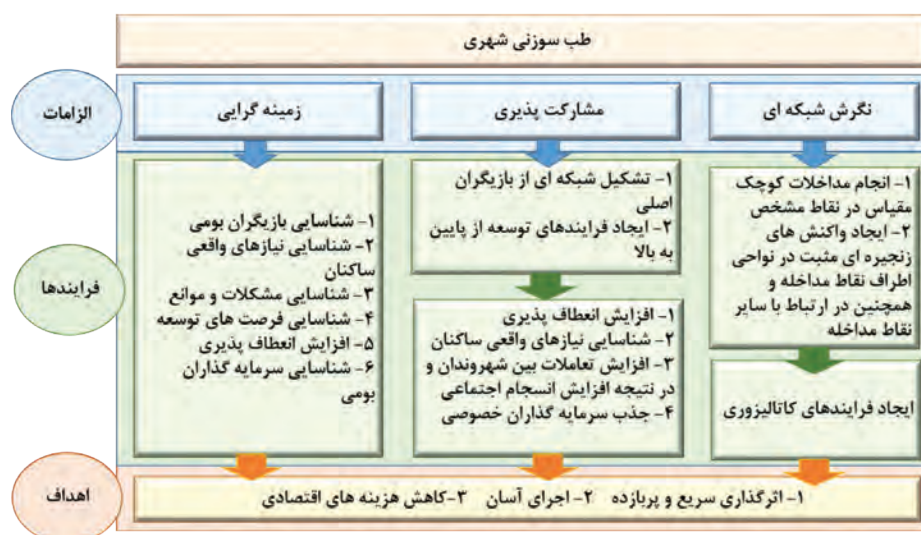 طب سوزنی شهری
الزامات
نگرش شبکه ای
مشارکت پذیری
زمینه گرایی
فرایندها
۱- انجام مداخلات کوچک
مقیاس در نقاط مشخص
۲- ایجاد واکنش های
زنجیره ای مثبت در نواحی
اطراف نقاط مداخله و
همچنین در ارتباط با سایر
نقاط مداخله
ایجاد فرایندهای کاتالیزوری
۱- تشکیل شبکه ای از بازیگران
اصلی
۲- ایجاد فرایندهای توسعه از پایین
به بالا
۱- افزایش انعطاف پذیری
۲- شناسایی نیازهای واقعی ساکنان
۳- افزایش تعاملات بین شهروندان و
در نتیجه افزایش انسجام اجتماعی
۴- جذب سرمایه گذاران خصوصی
۱- شناسایی بازیگران بومی
۲- شناسایی نیازهای واقعی
ساکنان
۳- شناسایی مشکلات و موانع
۴- شناسایی فرصت های توسعه
۵- افزایش انعطاف پذیری
۶- شناسایی سرمایه گذاران
بومی
اهداف
۱- اثرگذاری سریع و پربازده ۲- اجرای آسان ۳-کاهش هزینه های اقتصادی